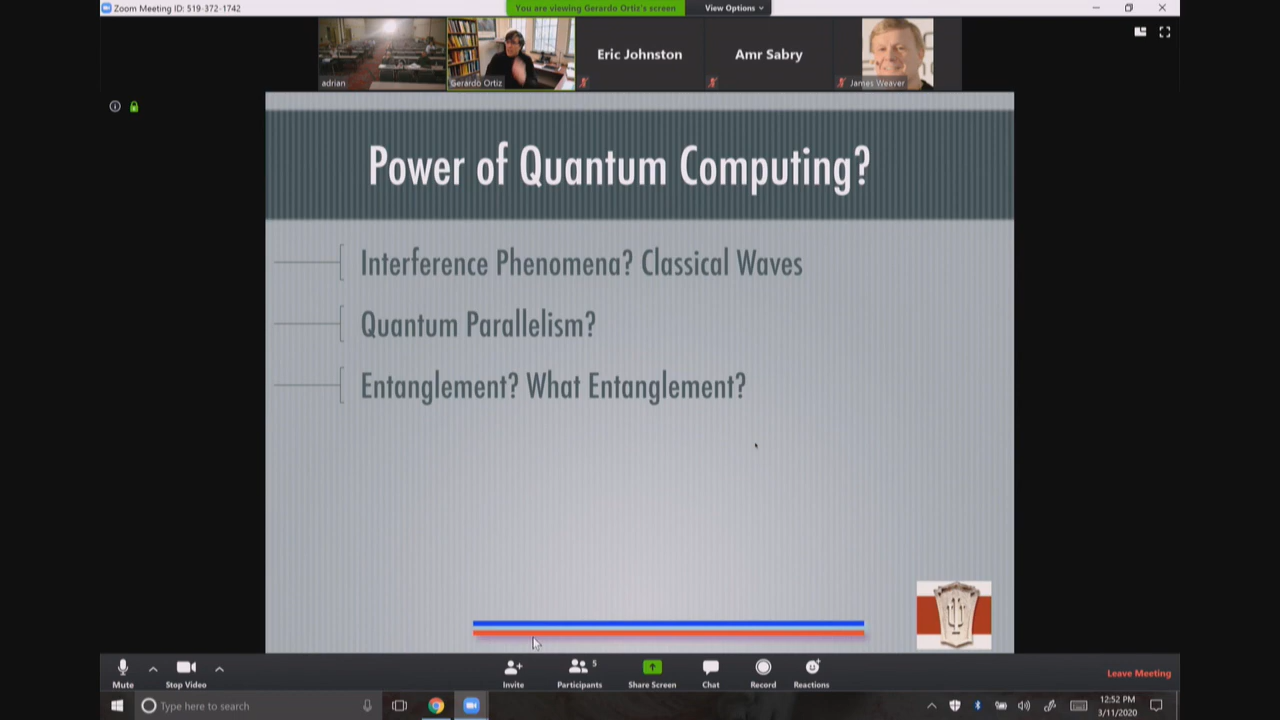 Zoom Meeting ID: 519-372-1742
You are viewing Gerardo Ortiz's screen
View Options
adrian
Gerardo Ortiz
Eric Johnston
Amr Sabry
James Weaver
Power of Quantum Computing?
Interference Phenomena? Classical Waves
Quantum Parallelism?
Entanglement? What Entanglement?
Mute
Stop Video
Invite
5
Participants
Share Screen
Chat
Record
Reactions
Leave Meeting
Type here to search
12:52 PM
3/11/2020